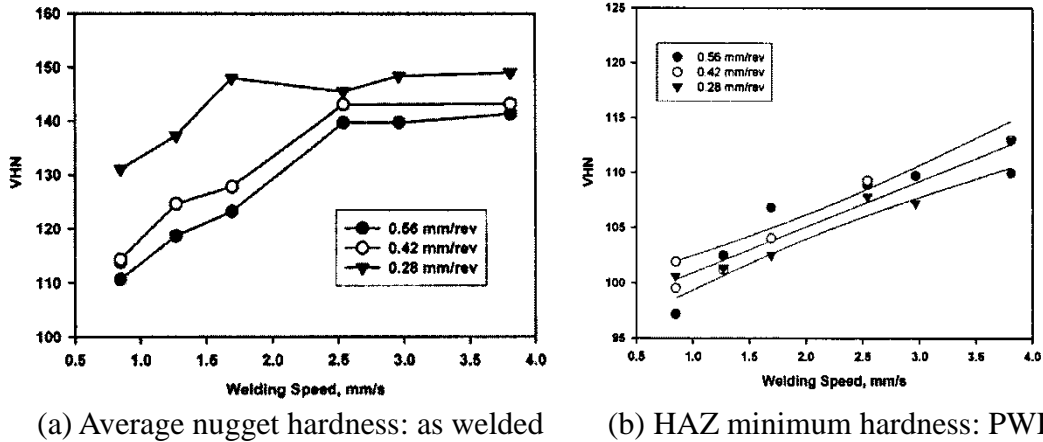 160
150
140
130
120
110
100
VHN
0.56 mm/rev
0.42 mm/rev
0.28 mm/rev
0.5 1.0 1.5 2.0 2.5 3.0 3.5 4.0
Welding Speed, mm/s
(a) Average nugget hardness: as welded
125
120
115
110
105
100
95
VHN
0.56 mm/rev
0.42 mm/rev
0.28 mm/rev
0.5 1.0 1.5 2.0 2.5 3.0 3.5 4.0
Welding Speed, mm/s
(b) HAZ minimum hardness: